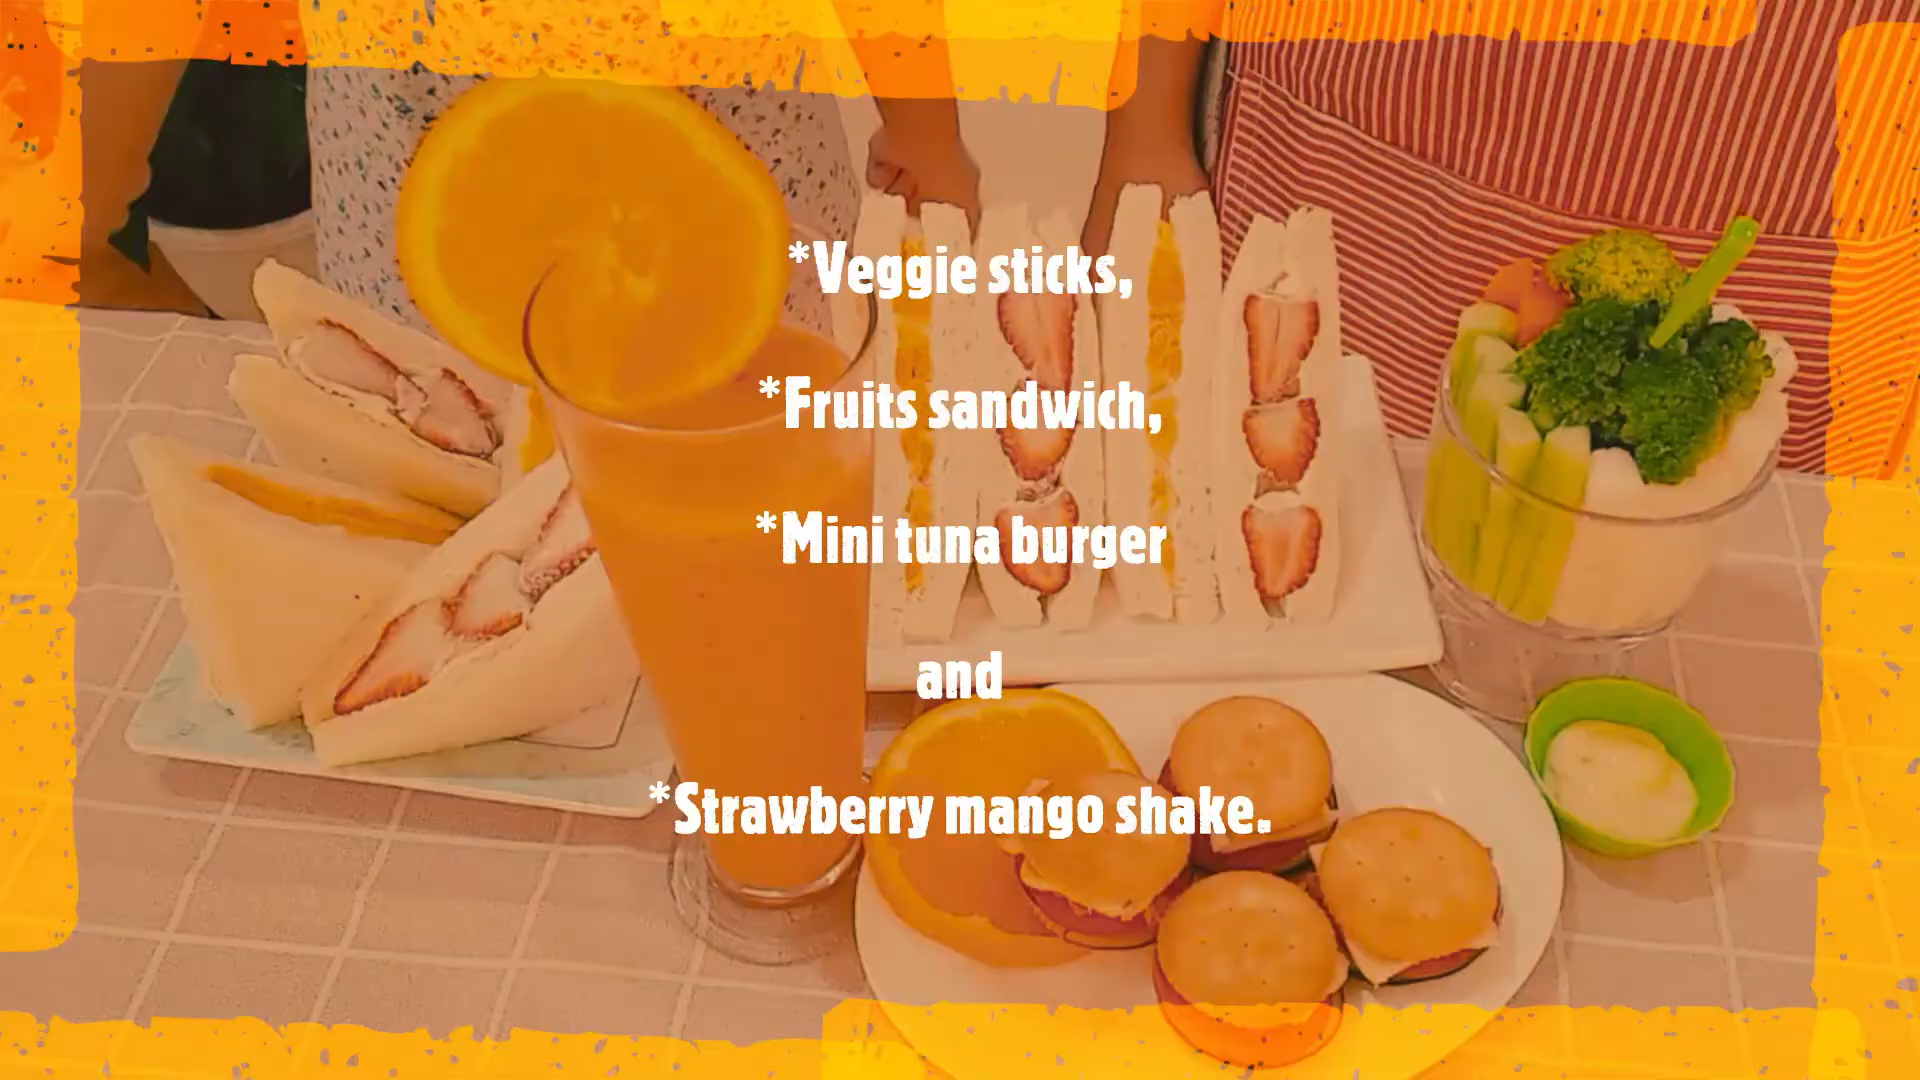 *Veggie sticks,
*Fruits sandwich,
*Mini tuna burger
and
*Strawberry mango shake.